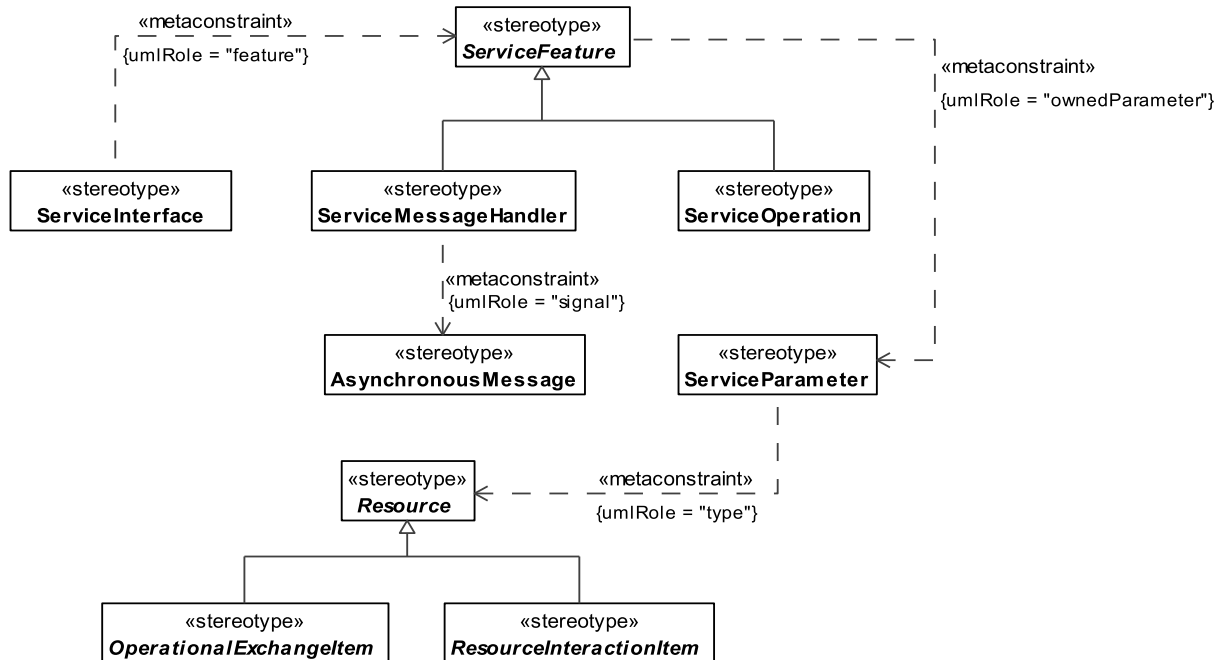 «metaconstraint»
{umlRole = "feature"}
«stereotype»
ServiceFeature
«metaconstraint»
{umlRole = "ownedParameter"}
«stereotype»
ServiceInterface
«stereotype»
ServiceMessageHandler
«stereotype»
ServiceOperation
«metaconstraint»
{umlRole = "signal"}
«stereotype»
AsynchronousMessage
«stereotype»
ServiceParameter
«stereotype»
Resource
«metaconstraint»
{umlRole = "type"}
«stereotype»
OperationalExchangeItem
«stereotype»
ResourceInteractionItem